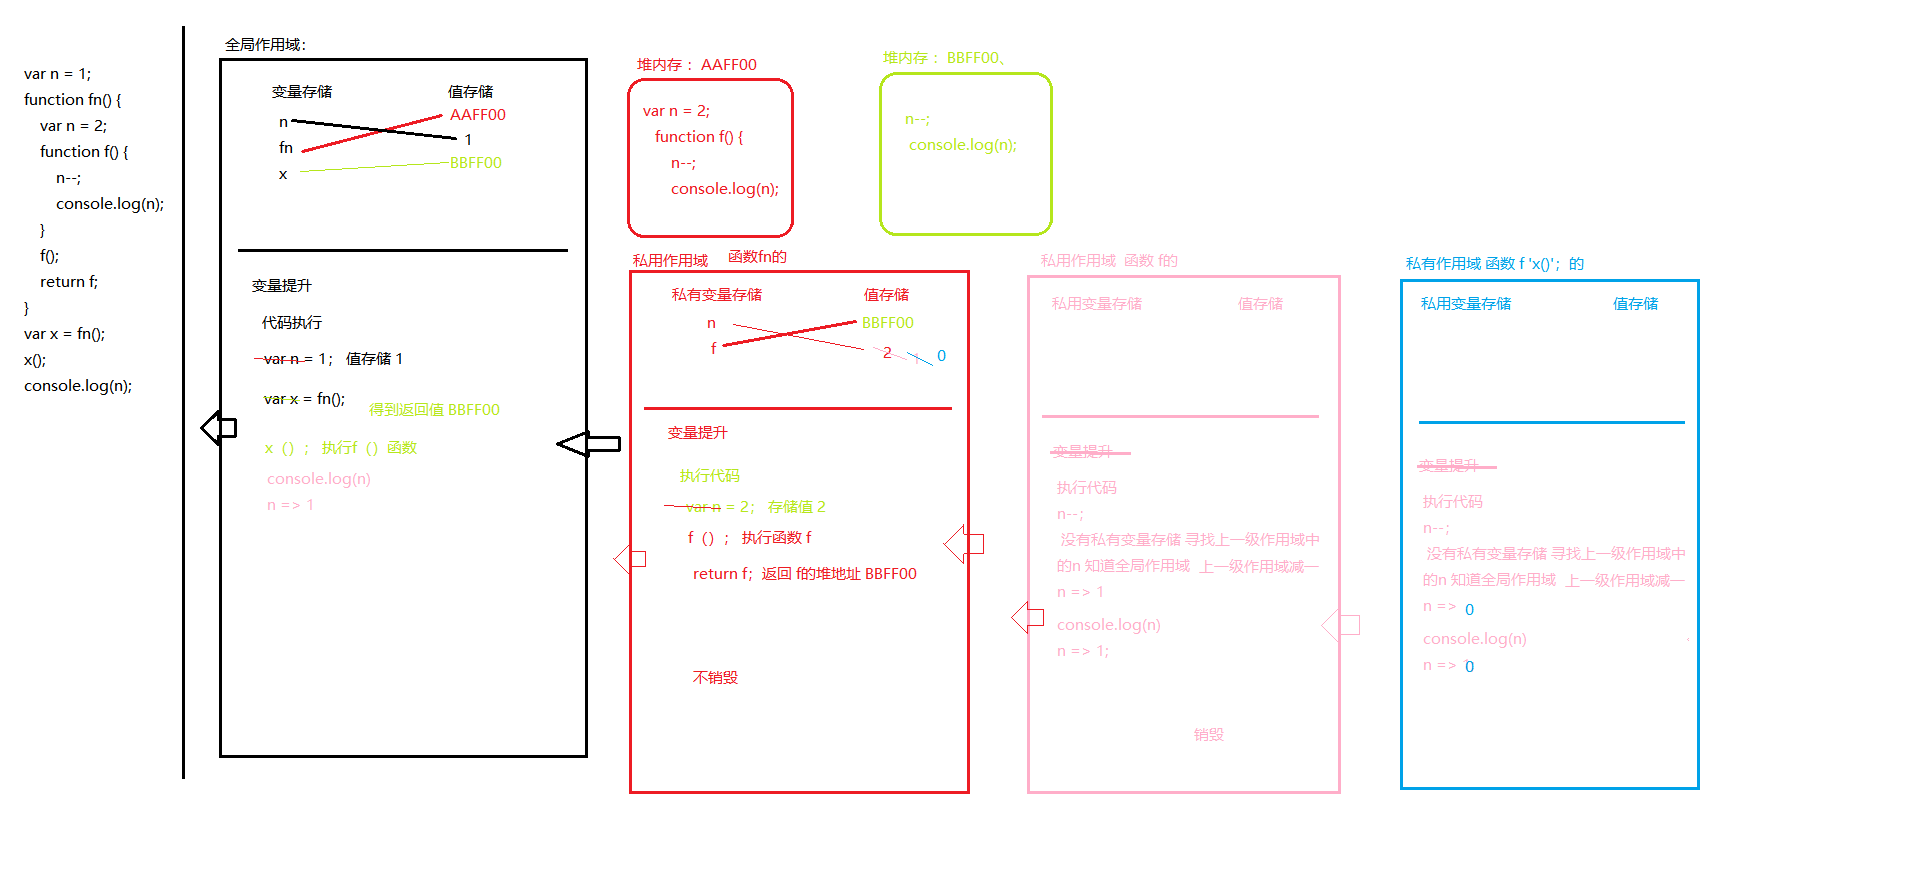 var n = 1;
function fn() {
var n = 2;
function f() {
n--;
console.log(n);
}
f();
return f;
}
var x = fn();
x();
console.log(n);
全局作用域：
变量存储 值存储
n AAFF00
fn 1
x BBFF00
变量提升
代码执行
var n = 1； 值存储 1
var x = fn();
得到返回值 BBFF00
x（）； 执行f（）函数
console.log(n)
n => 1
堆内存： AAFF00
var n = 2;
function f() {
n--;
console.log(n);
堆内存： BBFF00、
n--;
console.log(n);
私用作用域 函数fn的
私有变量存储 值存储
n BBFF00
f 2 1 0
变量提升
执行代码
var n = 2； 存储值 2
f（）； 执行函数 f
return f；返回 f的堆地址 BBFF00
不销毁
私用作用域 函数 f的
私用变量存储 值存储
变量提升
执行代码
n--;
没有私有变量存储 寻找上一级作用域中
的n 知道全局作用域 上一级作用域减一
n => 1
console.log(n)
n => 1;
销毁
私有作用域 函数 f 'x()'；的
私用变量存储 值存储
变量提升
执行代码
n--;
没有私有变量存储 寻找上一级作用域中
的n 知道全局作用域 上一级作用域减一
n => 0
console.log(n)
n => 0